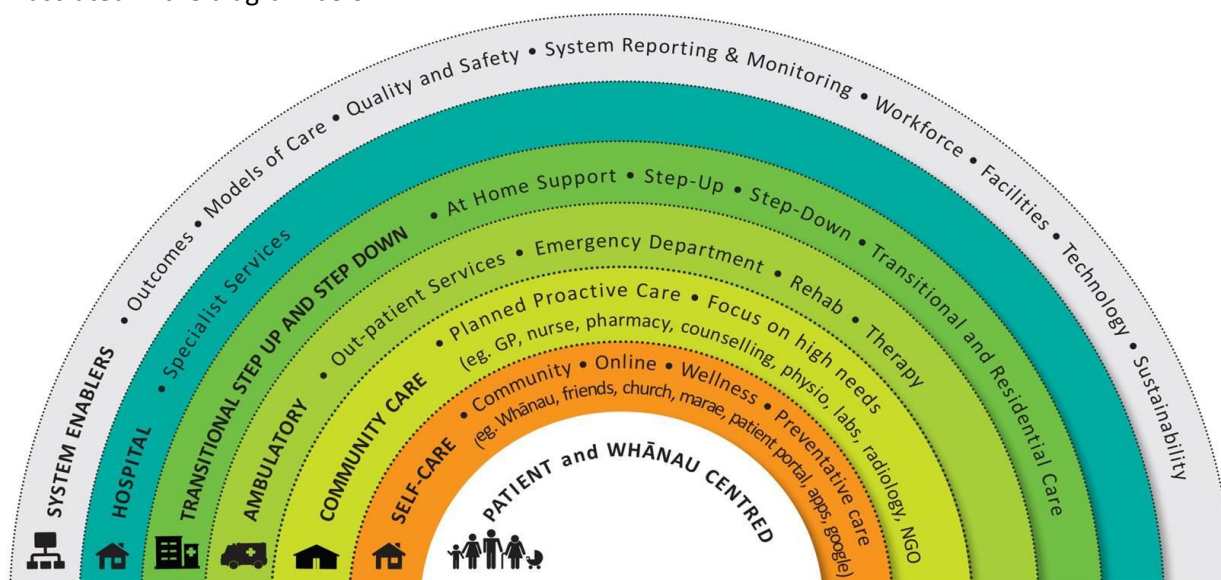 SYSTEM ENABLERS • Outcomes • Models of Care • Quality and Safety • System Reporting & Monitoring • Workforce • Facilities • Technology • Sustainability
HOSPITAL • Specialist Services
TRANSITIONAL STEP UP AND STEP DOWN • At Home Support • Step-Up • Step-Down • Transitional and Residential Care
AMBULATORY • Out-patient Services • Emergency Department • Rehab • Therapy
COMMUNITY CARE • Planned Proactive Care • Focus on high needs
(eg. GP, nurse, pharmacy, counselling, physio, labs, radiology, NGO
SELF-CARE • Community • Online • Wellness • Preventative care
(eg. Whānau, friends, church, marae, patient portal, apps, google)
PATIENT and WHĀNAU CENTRED